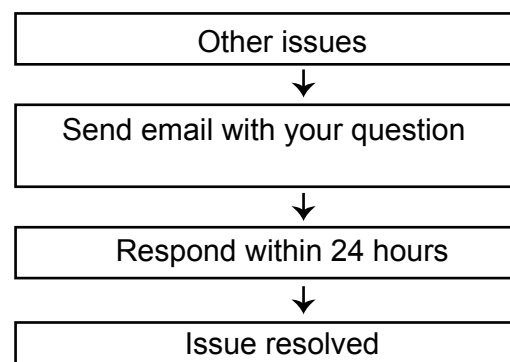 Other issues
Send email with your question
Respond within 24 hours
Issue resolved